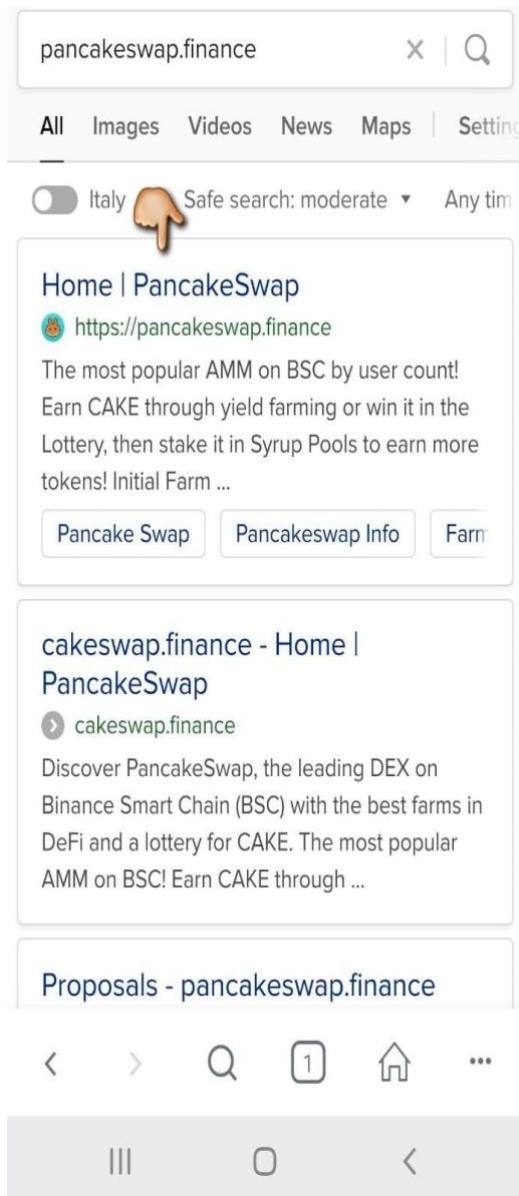 pancakeswap.finance
All Images Videos News Maps Setting
Italy Safe search: moderate Any tim
Home | PancakeSwap
https://pancakeswap.finance
The most popular AMM on BSC by user count!
Earn CAKE through yield farming or win it in the
Lottery, then stake it in Syrup Pools to earn more
tokens! Initial Farm ...
Pancake Swap Pancakeswap Info Farm
cakeswap.finance - Home |
PancakeSwap
cakeswap.finance
Discover PancakeSwap, the leading DEX on
Binance Smart Chain (BSC) with the best farms in
DeFi and a lottery for CAKE. The most popular
AMM on BSC! Earn CAKE through ...
Proposals - pancakeswap.finance
1